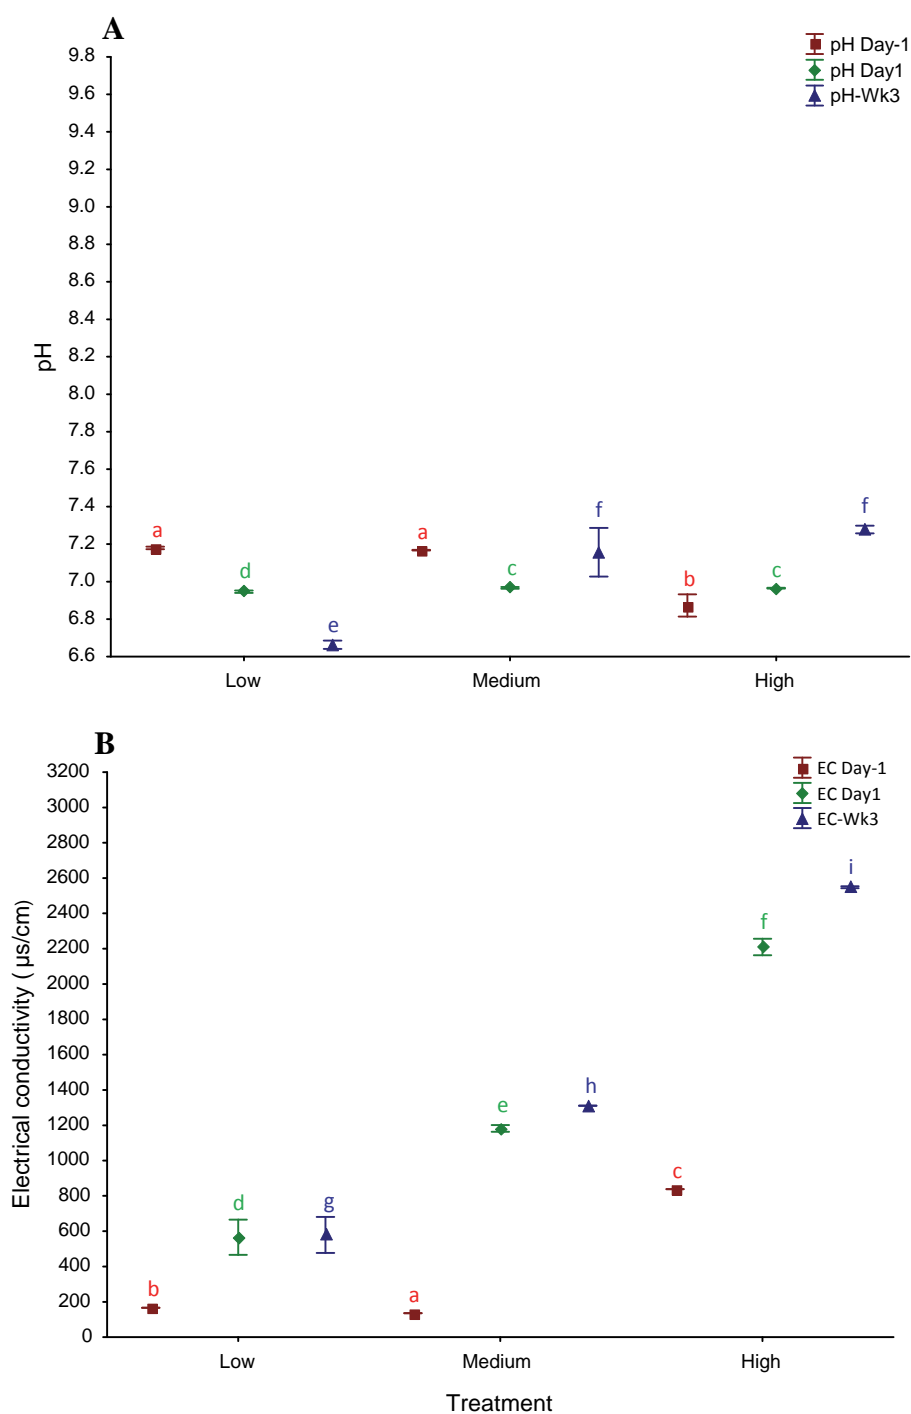 A
pH Day-1
pH Day1
pH-Wk3
9.8
9.6
9.4
9.2
9.0
8.8
8.6
8.4
8.2
8.0
7.8
7.6
7.4
7.2
7.0
6.8
6.6
pH
a
d
e
a
c
f
b
c
f
Low Medium High
B
EC Day-1
EC Day1
EC-Wk3
3200
3000
2800
2600
2400
2200
2000
1800
1600
1400
1200
1000
800
600
400
200
0
Electrical conductivity ( µs/cm)
b
d
g
a
e
h
c
f
i
Low Medium High
Treatment